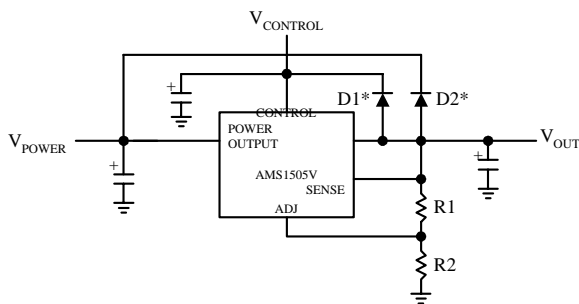 V_CONTROL
+
D1*
D2*
CONTROL
V_POWER
POWER
OUTPUT
V_OUT
+
+
AMS1505V
SENSE
ADJ
R1
R2